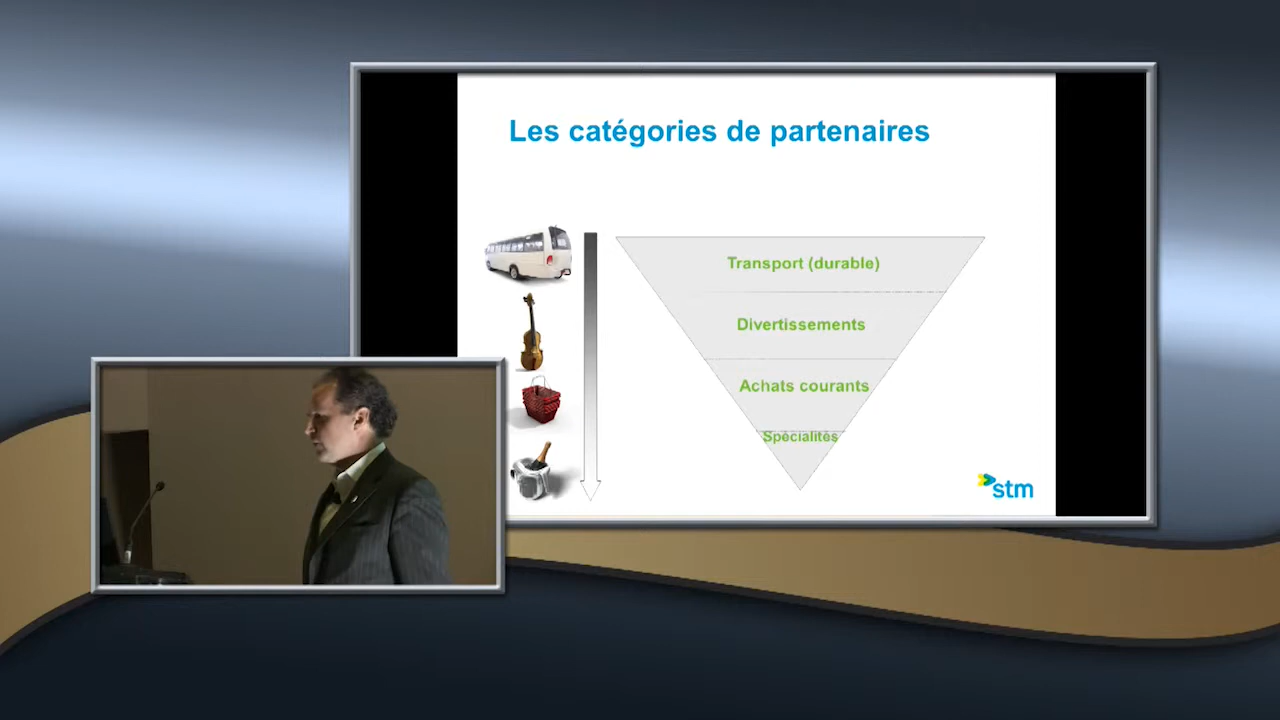 Les catégories de partenaires
Transport (durable)
Divertissements
Achats courants
Spécialités
stm